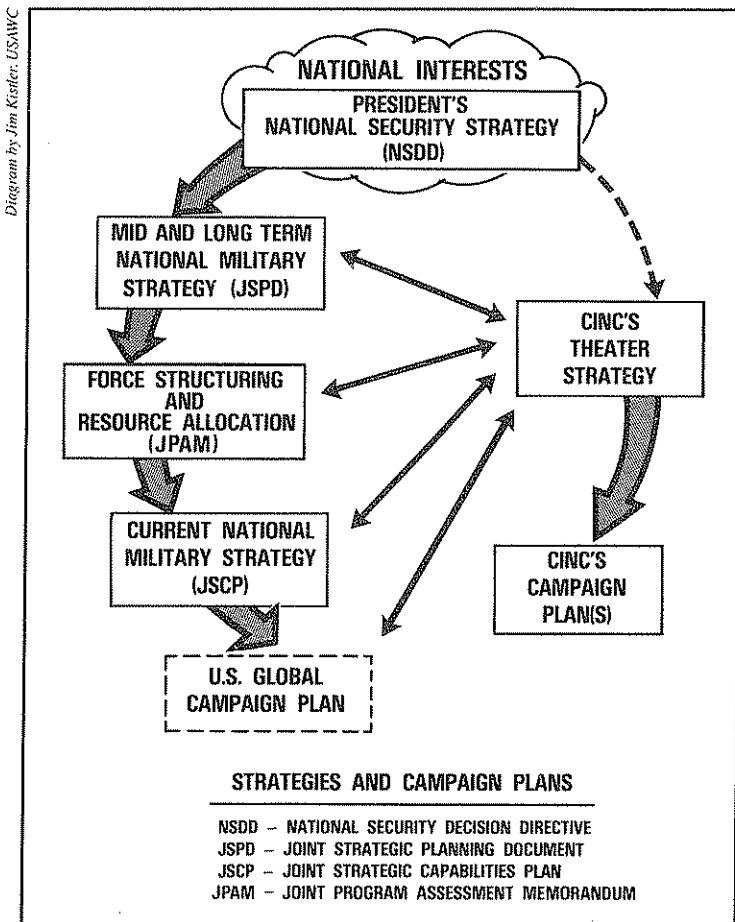 Diagram by Jim Kistler, USAWC
NATIONAL INTERESTS
PRESIDENT'S
NATIONAL SECURITY STRATEGY
(NSDD)
MID AND LONG TERM
NATIONAL MILITARY
STRATEGY (JSPD)
CINC'S
THEATER
STRATEGY
FORCE STRUCTURING
AND
RESOURCE ALLOCATION
(JPAM)
CURRENT NATIONAL
MILITARY STRATEGY
(JSCP)
CINC'S
CAMPAIGN
PLAN(S)
U.S. GLOBAL
CAMPAIGN PLAN
STRATEGIES AND CAMPAIGN PLANS
NSDD – NATIONAL SECURITY DECISION DIRECTIVE
JSPD – JOINT STRATEGIC PLANNING DOCUMENT
JSCP – JOINT STRATEGIC CAPABILITIES PLAN
JPAM – JOINT PROGRAM ASSESSMENT MEMORANDUM